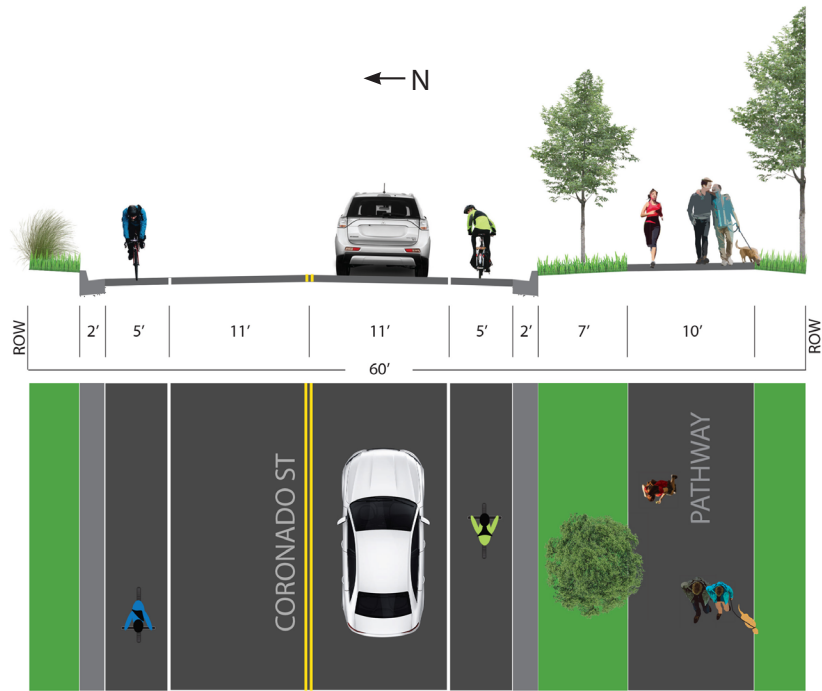 N
ROW
2'
5'
11'
11'
5'
2'
7'
10'
ROW
60'
CORONADO ST
PATHWAY